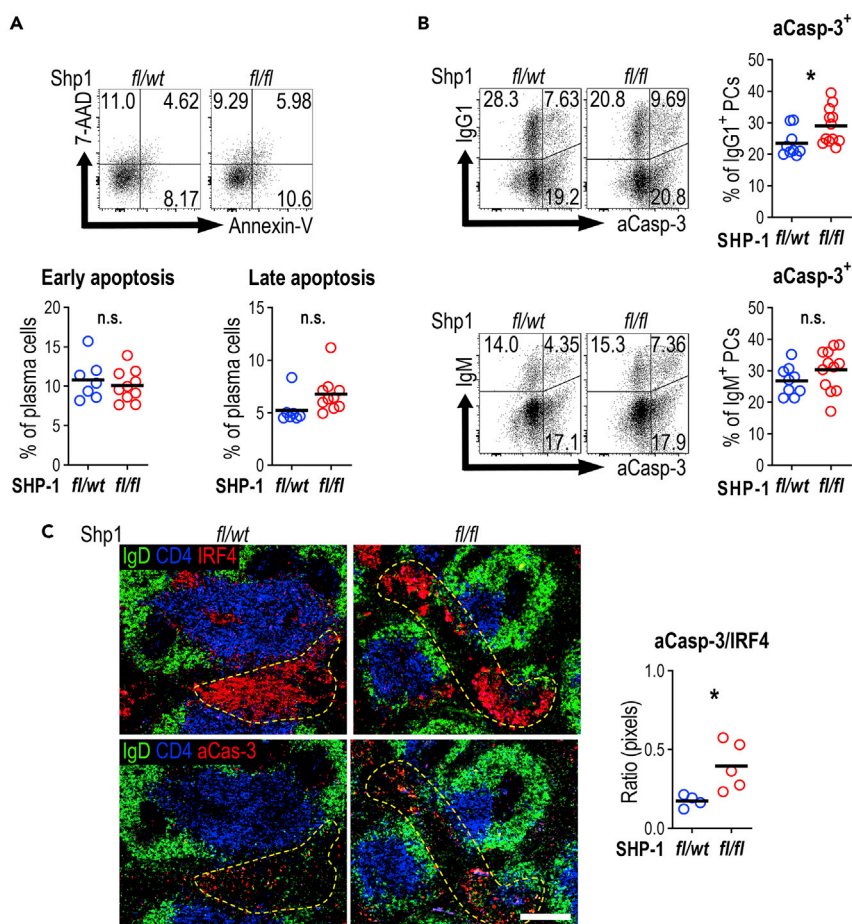 A
Shp1 fl/wt fl/fl
11.0 4.62 9.29 5.98
7-AAD
8.17 10.6
Annexin-V
Early apoptosis
n.s.
% of plasma cells
20
15
10
5
0
SHP-1 fl/wt fl/fl
Late apoptosis
n.s.
% of plasma cells
15
10
5
0
SHP-1 fl/wt fl/fl
B
Shp1 fl/wt fl/fl
28.3 7.63 20.8 9.69
IgG1
19.2 20.8
aCasp-3
aCasp-3+
*
% of IgG1+ PCs
50
40
30
20
10
0
SHP-1 fl/wt fl/fl
Shp1 fl/wt fl/fl
14.0 4.35 15.3 7.36
IgM
17.1 17.9
aCasp-3
aCasp-3+
n.s.
% of IgM+ PCs
50
40
30
20
10
0
SHP-1 fl/wt fl/fl
C
Shp1 fl/wt fl/fl
IgD CD4 IRF4
IgD CD4 aCas-3
aCasp-3/IRF4
*
Ratio (pixels)
1.0
0.5
0.0
SHP-1 fl/wt fl/fl